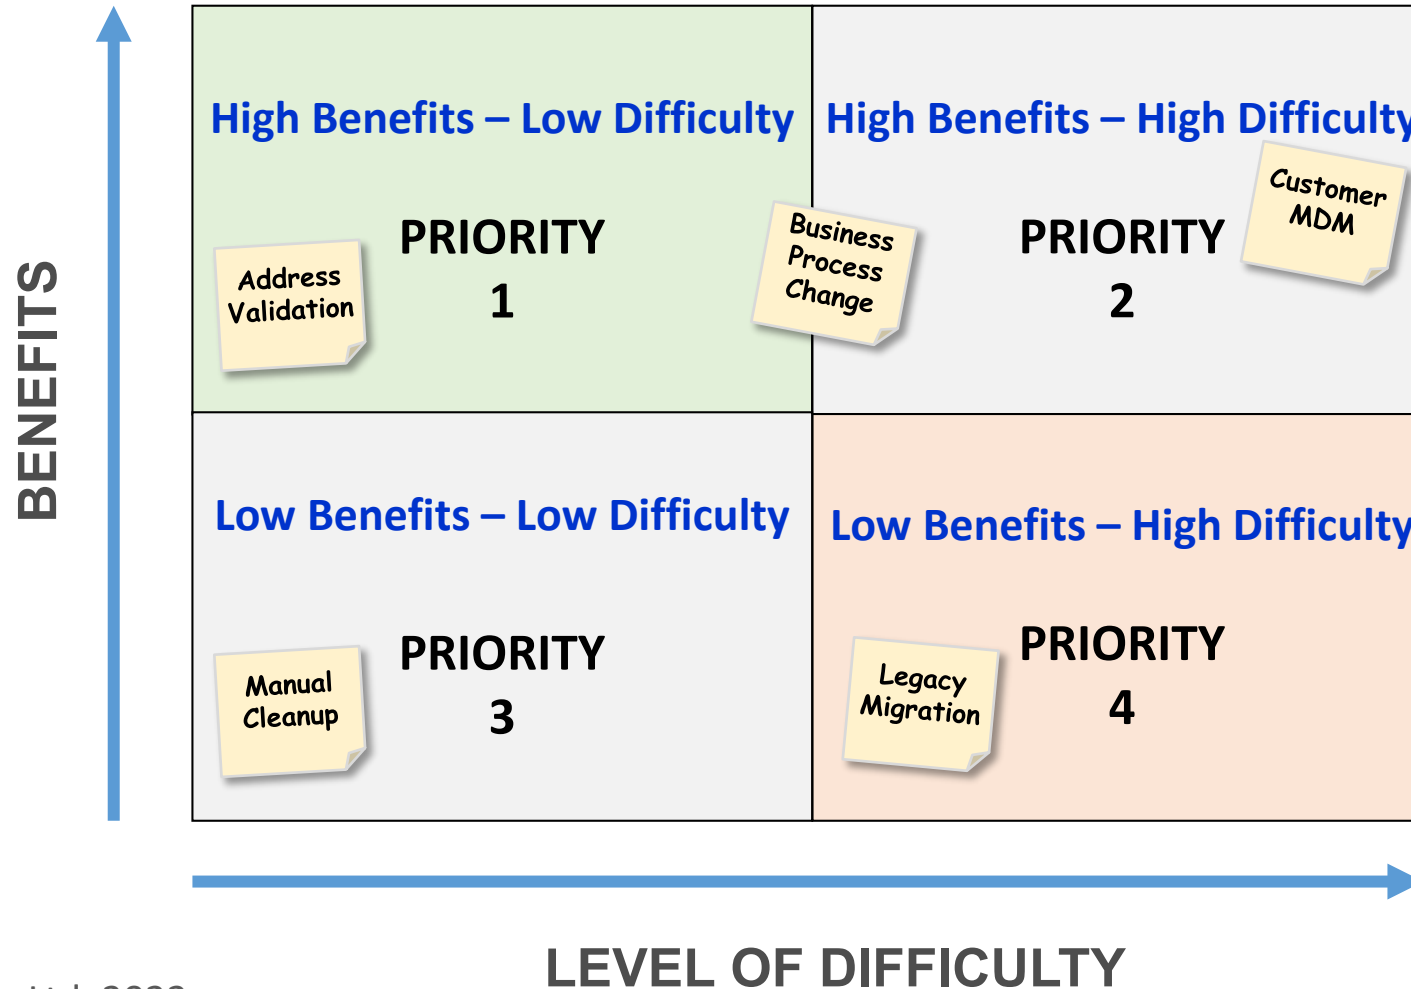 High Benefits – Low Difficulty
High Benefits – High Difficulty
Customer
MDM
PRIORITY
1
Business
Process
Change
PRIORITY
2
Address
Validation
BENEFITS
Low Benefits – Low Difficulty
Low Benefits – High Difficulty
PRIORITY
3
PRIORITY
4
Manual
Cleanup
Legacy
Migration
LEVEL OF DIFFICULTY